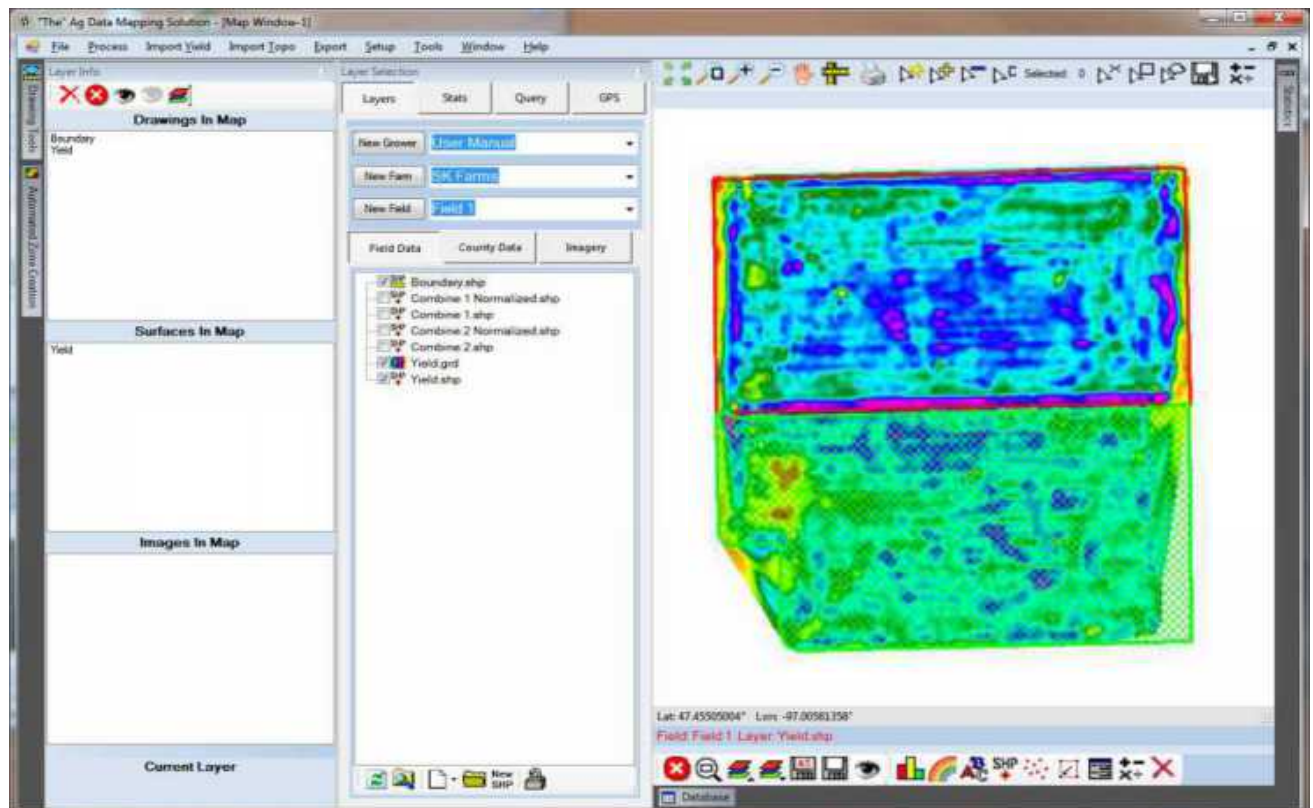 "The" Ag Data Mapping Solution - [Map Window-1]
File Process Import Yield Import Topo Export Setup Tools Window Help
Layer Info
Layer Selection
Drawings In Map
Boundary
Yield
Surfaces In Map
Yield
Images In Map
Current Layer
Drawing Tools
Automated Zone Creation
Layers Stats Query GPS
New Grower User Manual
New Farm SK Farms
New Field Field 1
Field Data County Data Imagery
Boundary.shp
Combine 1 Normalized.shp
Combine 1.shp
Combine 2 Normalized.shp
Combine 2.shp
Yield.grd
Yield.shp
New
SHP
Selected: 0
Statistics
Lat: 47.45505004° Lon: -97.00581358°
Field: Field 1 Layer: Yield.shp
SHP
Database